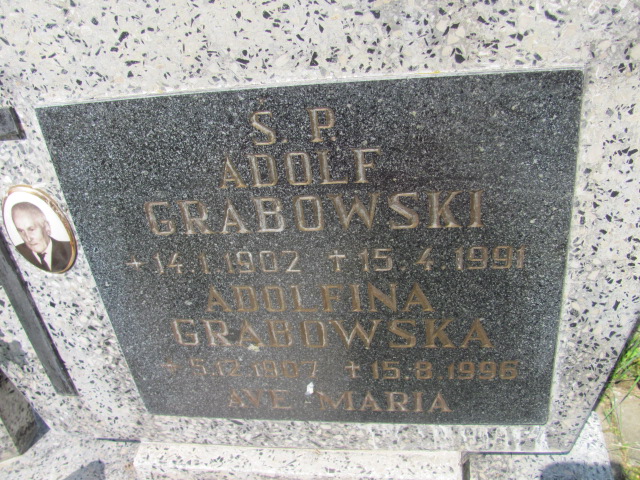 Ś. P.
ADOLF
GRABOWSKI
* 14.1.1902 † 15.4.1991
ADOLFINA
GRABOWSKA
* 5.12.1907 † 15.8.1996
AVE MARIA